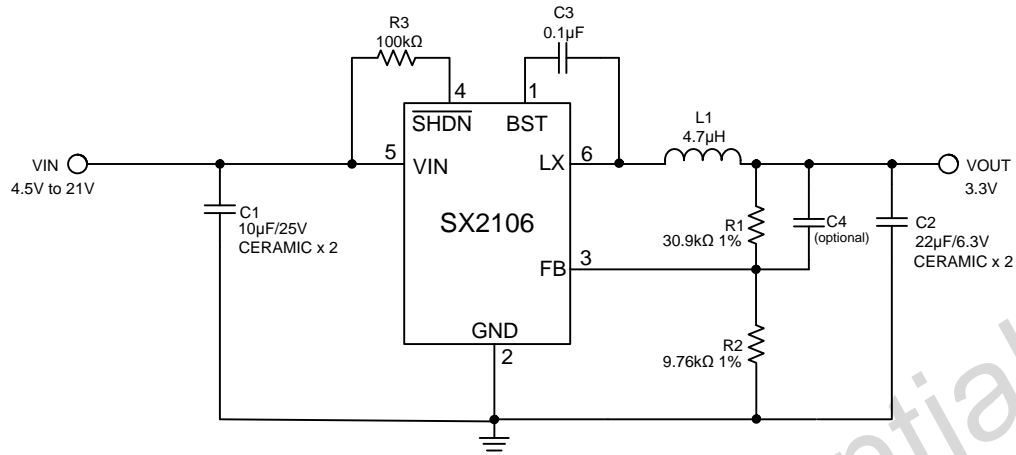 C3
0.1µF
R3
100kΩ
4
1
SHDN
BST
L1
4.7µH
VIN
4.5V to 21V
5
VIN
LX
6
VOUT
3.3V
C1
10µF/25V
CERAMIC x 2
SX2106
R1
30.9kΩ 1%
C4
(optional)
C2
22µF/6.3V
CERAMIC x 2
FB
3
GND
2
R2
9.76kΩ 1%